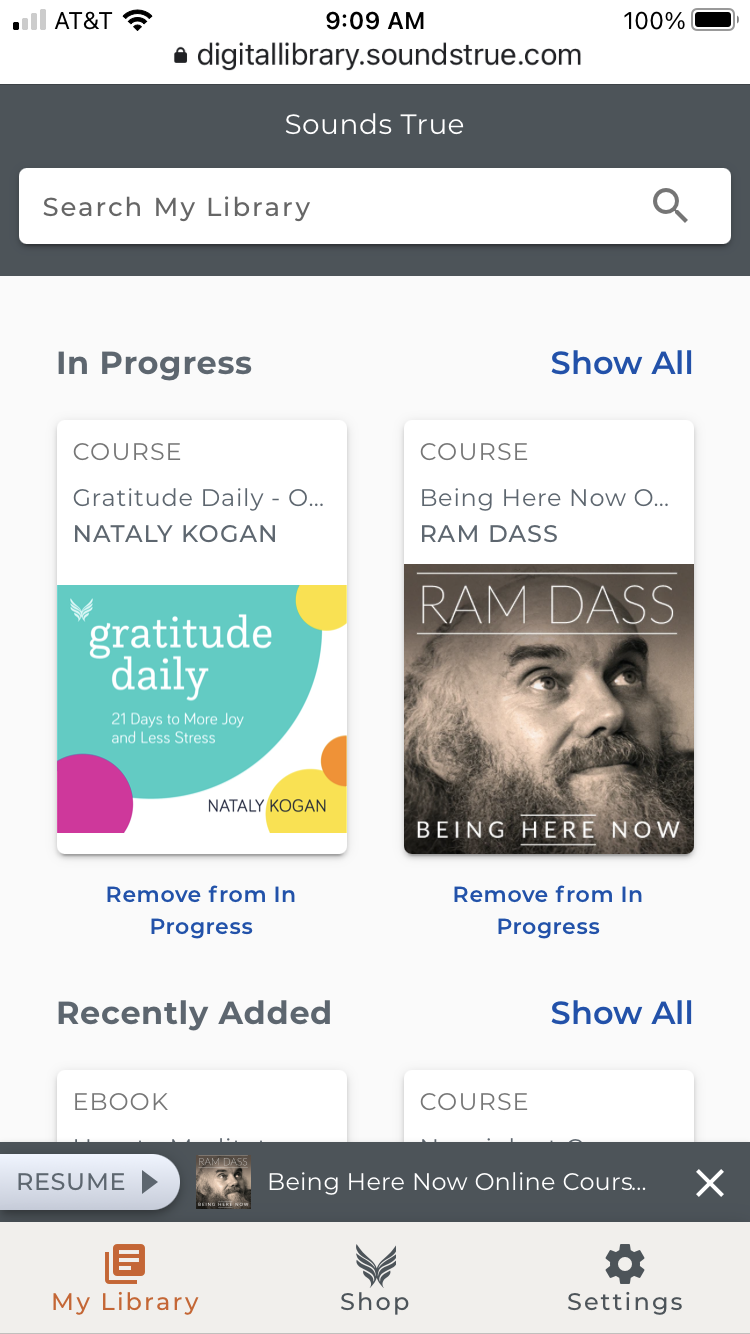 AT&T 9:09 AM 100%
digitallibrary.soundstrue.com
Sounds True
Search My Library
In Progress Show All
COURSE
Gratitude Daily - O...
NATALY KOGAN
gratitude
daily
21 Days to More Joy
and Less Stress
NATALY KOGAN
Remove from In
Progress
COURSE
Being Here Now O...
RAM DASS
RAM DASS
BEING HERE NOW
Remove from In
Progress
Recently Added Show All
EBOOK
COURSE
RESUME
RAM DASS
BEING HERE NOW
Being Here Now Online Cours...
My Library
Shop
Settings